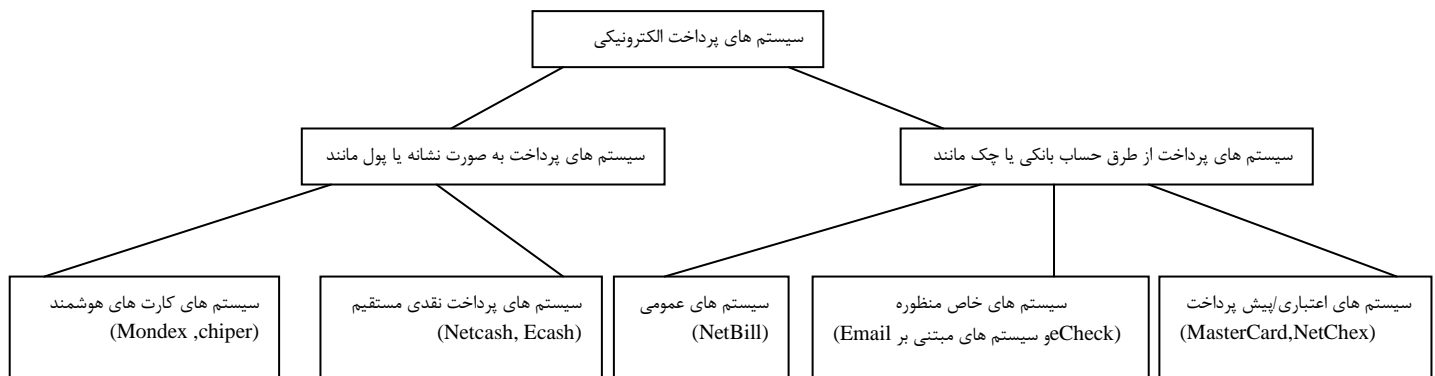 سیستم های پرداخت الکترونیکی
سیستم های پرداخت از طرق حساب بانکی یا چک مانند
سیستم های پرداخت به صورت نشانه یا پول مانند
سیستم های اعتباری/پیش پرداخت
(MasterCard,NetChex)
سیستم های خاص منظوره
(eCheckو سیستم های مبتنی بر Email)
سیستم های عمومی
(NetBill)
سیستم های پرداخت نقدی مستقیم
(Netcash, Ecash)
سیستم های کارت های هوشمند
(Mondex ,chiper)